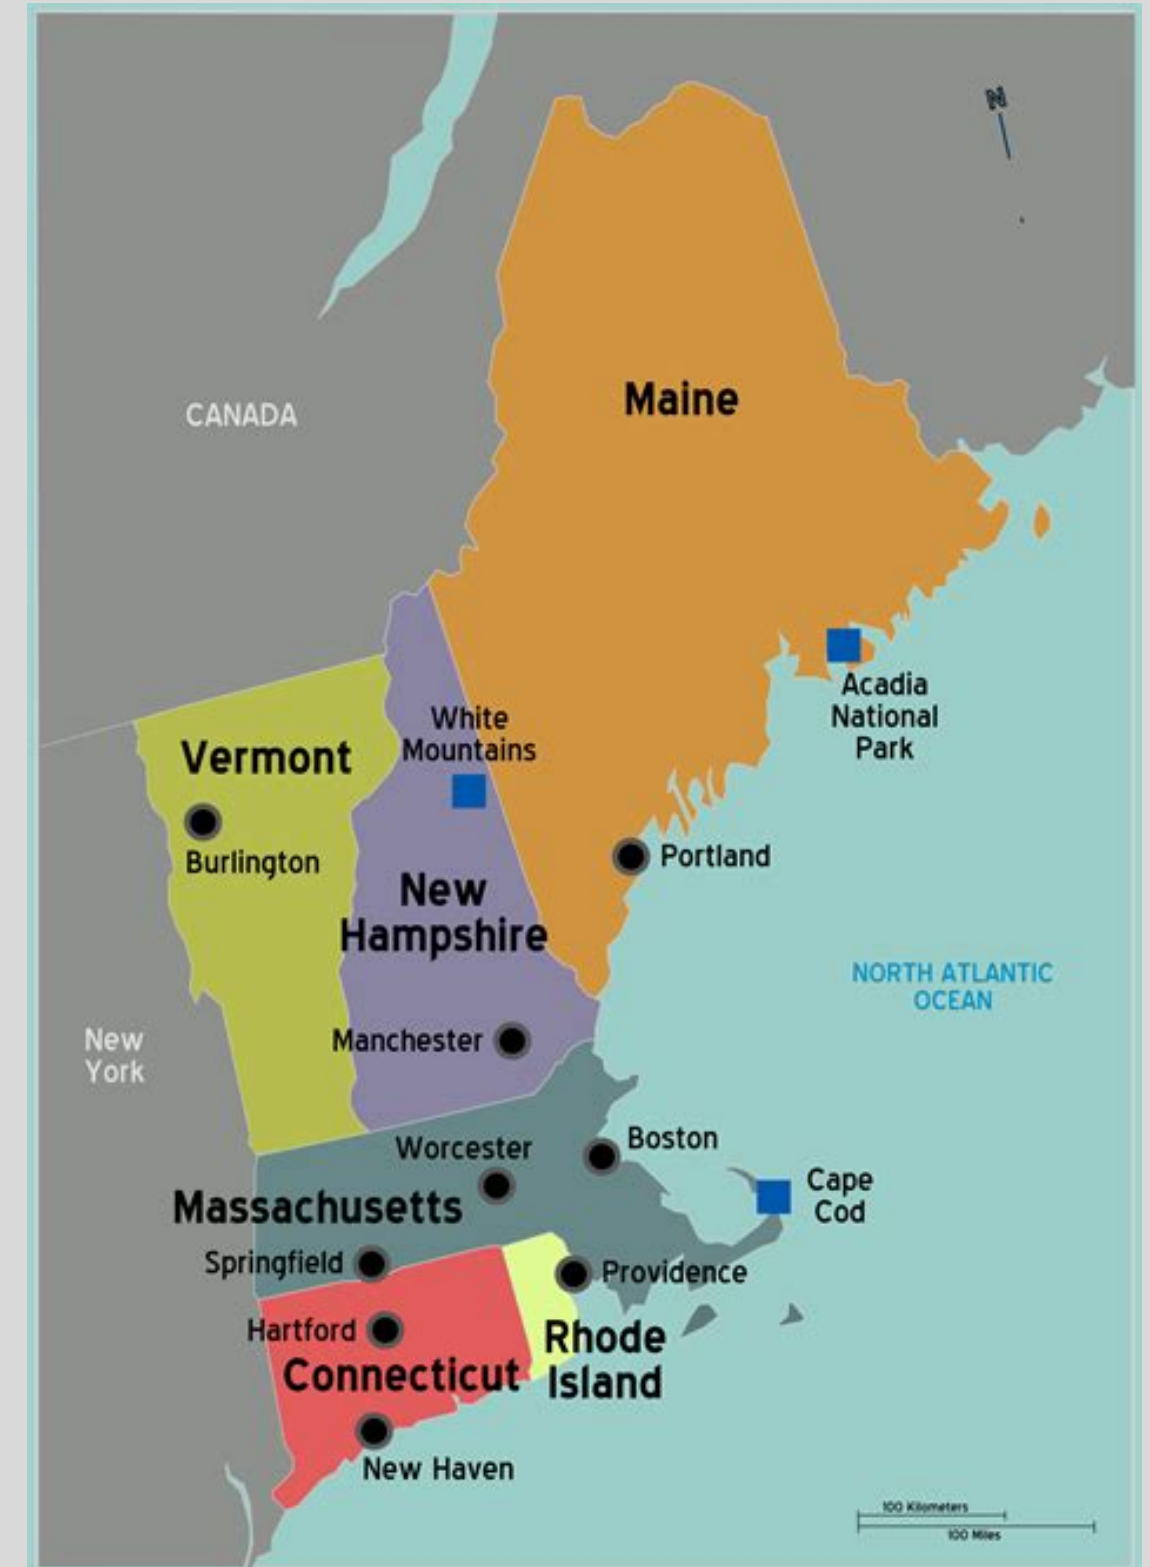 N
Maine
CANADA
Acadia
National
Park
White
Mountains
Vermont
Burlington
Portland
New
Hampshire
NORTH ATLANTIC
OCEAN
Manchester
New
York
Boston
Worcester
Cape
Cod
Massachusetts
Springfield
Providence
Hartford
Rhode
Island
Connecticut
New Haven
100 Kilometers
100 Miles